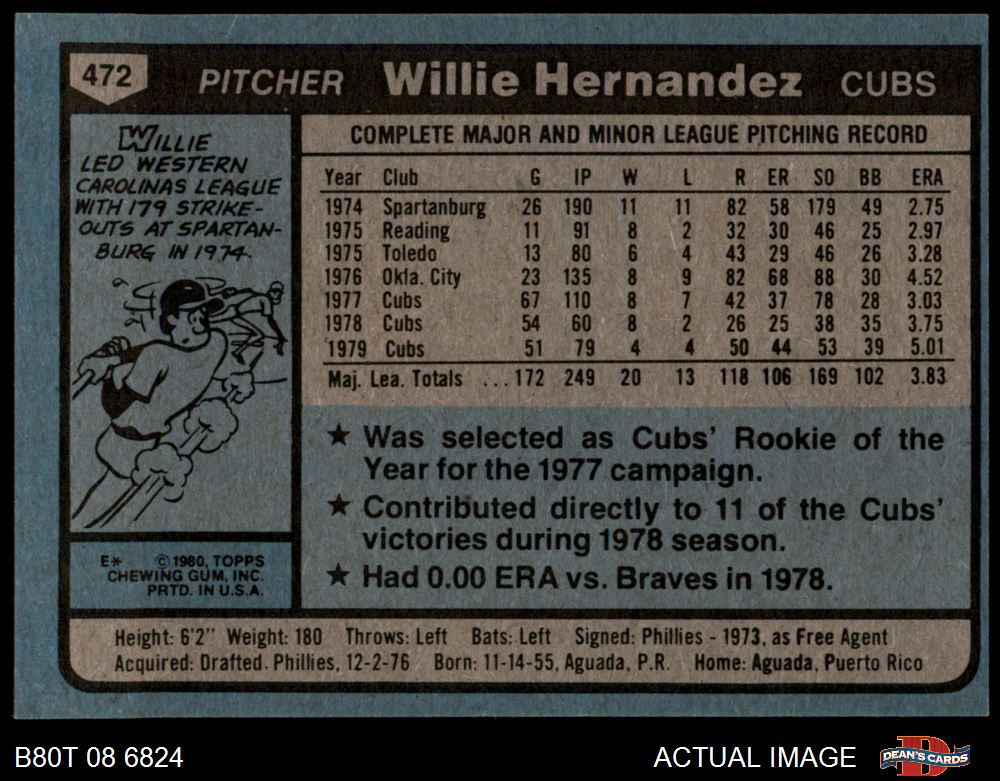 472 PITCHER Willie Hernandez CUBS
WILLIE
LED WESTERN
CAROLINAS LEAGUE
WITH 179 STRIKE-
OUTS AT SPARTAN-
BURG IN 1974.
E* ©1980, TOPPS
CHEWING GUM, INC.
PRTD. IN U.S.A.
COMPLETE MAJOR AND MINOR LEAGUE PITCHING RECORD
Year Club G IP W L R ER SO BB ERA
1974 Spartanburg 26 190 11 11 82 58 179 49 2.75
1975 Reading 11 91 8 2 32 30 46 25 2.97
1975 Toledo 13 80 6 4 43 29 46 26 3.28
1976 Okla. City 23 135 8 9 82 68 88 30 4.52
1977 Cubs 67 110 8 7 42 37 78 28 3.03
1978 Cubs 54 60 8 2 26 25 38 35 3.75
1979 Cubs 51 79 4 4 50 44 53 39 5.01
Maj. Lea. Totals ...172 249 20 13 118 106 169 102 3.83
★ Was selected as Cubs' Rookie of the
Year for the 1977 campaign.
★ Contributed directly to 11 of the Cubs'
victories during 1978 season.
★ Had 0.00 ERA vs. Braves in 1978.
Height: 6'2" Weight: 180 Throws: Left Bats: Left Signed: Phillies - 1973, as Free Agent
Acquired: Drafted. Phillies, 12-2-76 Born: 11-14-55, Aguada, P.R. Home: Aguada, Puerto Rico
B80T 08 6824 ACTUAL IMAGE DEAN'S CARDS